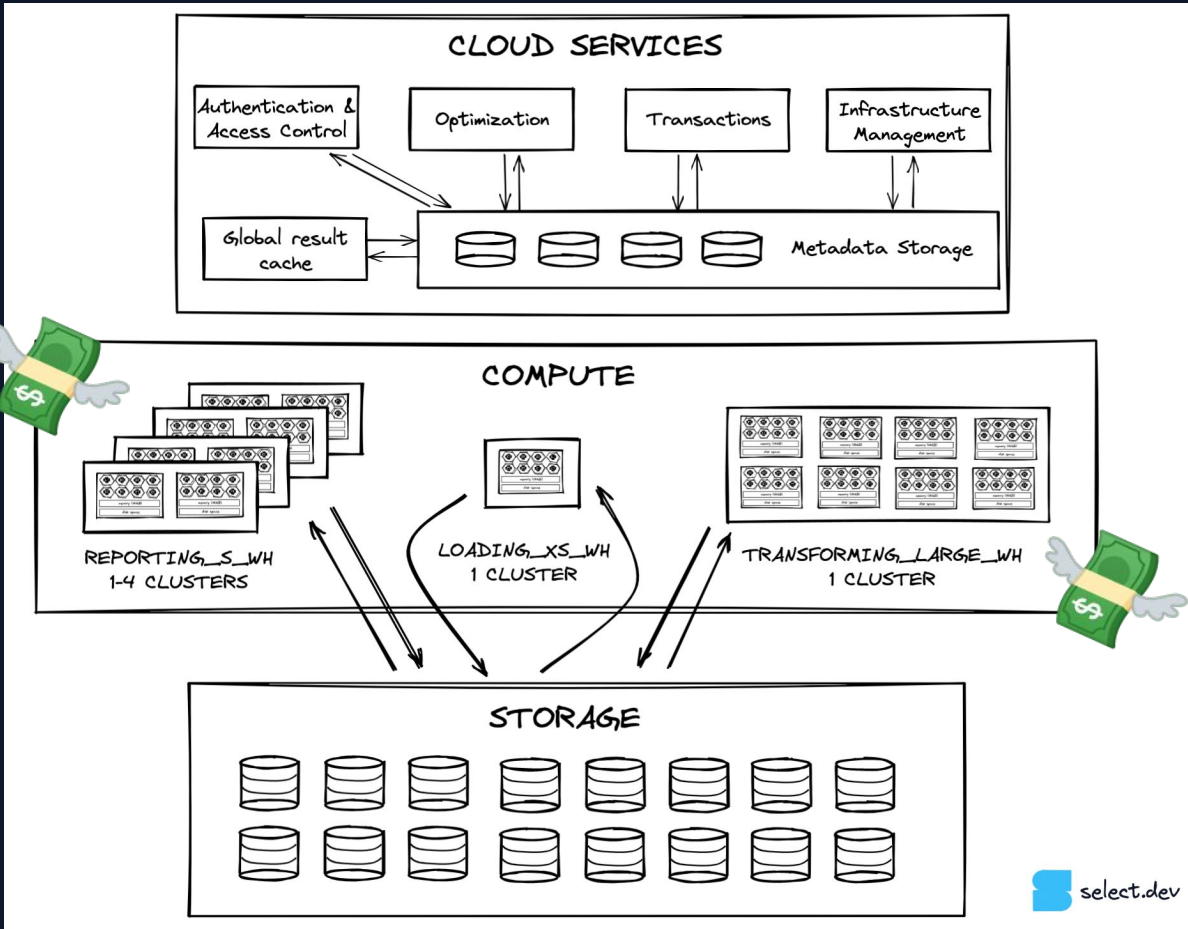 CLOUD SERVICES
Authentication &
Access Control
Optimization
Transactions
Infrastructure
Management
Global result
cache
Metadata Storage
COMPUTE
REPORTING_S_WH
1-4 CLUSTERS
LOADING_XS_WH
1 CLUSTER
TRANSFORMING_LARGE_WH
1 CLUSTER
STORAGE
select.dev